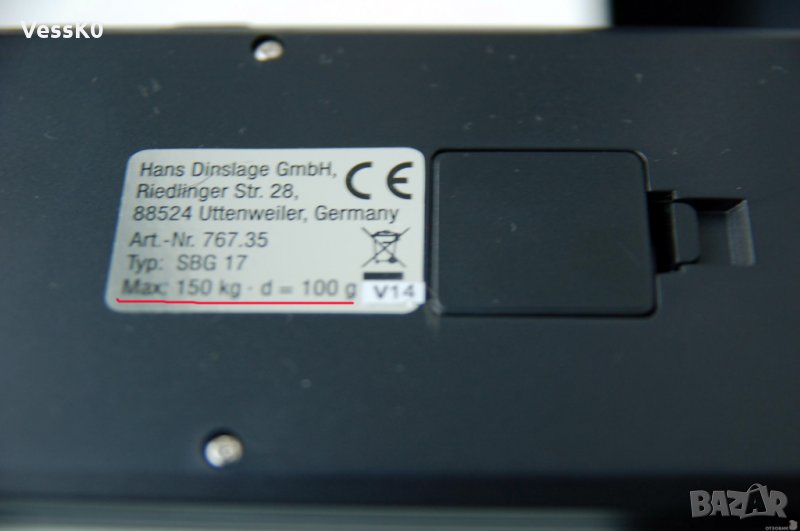 VessK0
Hans Dinslage GmbH,
Riedlinger Str. 28,
88524 Uttenweiler, Germany
CE
Art.-Nr. 767.35
Typ: SBG 17
Max: 150 kg · d = 100 g
V14
BAZAR